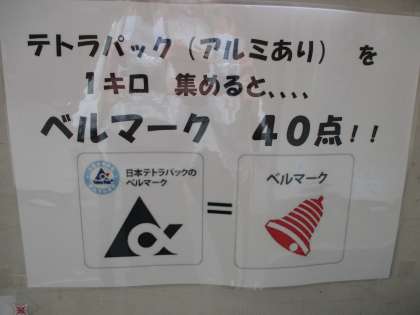 テトラパック（アルミあり）を
１キロ　集めると、、、、
ベルマーク　４０点！！
日本テトラパックの
ベルマーク
＝
ベルマーク